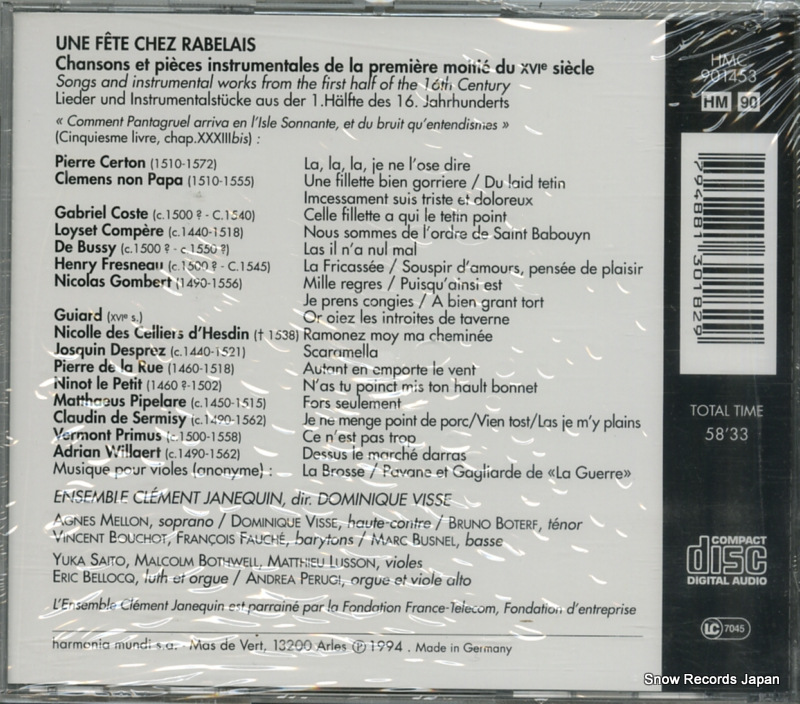 UNE FÊTE CHEZ RABELAIS
Chansons et pièces instrumentales de la première moitié du XVIe siècle
Songs and instrumental works from the first half of the 16th Century
Lieder und Instrumentalstücke aus der 1.Hälfte des 16. Jahrhunderts
« Comment Pantagruel arriva en l'Isle Sonnante, et du bruit qu'entendismes »
(Cinquiesme livre, chap.XXXIIIbis) :
Pierre Certon (1510-1572) La, la, la, je ne l'ose dire
Clemens non Papa (1510-1555) Une fillette bien gorriere / Du laid tetin
Imcessament suis triste et doloreux
Gabriel Coste (c.1500 ? - C.1540) Celle fillette a qui le tetin point
Loyset Compère (c.1440-1518) Nous sommes de l'ordre de Saint Babouyn
De Bussy (c.1500 ? - c.1550 ?) Las il n'a nul mal
Henry Fresneau (c.1500 ? - C.1545) La Fricassée / Souspir d'amours, pensée de plaisir
Nicolas Gombert (1490-1556) Mille regres / Puisqu'ainsi est
Je prens congies / A bien grant tort
Guiard (XVIe s.) Or oiez les introites de taverne
Nicolle des Celliers d'Hesdin († 1538) Ramonez moy ma cheminée
Josquin Desprez (c.1440-1521) Scaramella
Pierre de la Rue (1460-1518) Autant en emporte le vent
Ninot le Petit (1460 ?-1502) N'as tu poinct mis ton hault bonnet
Matthaeus Pipelare (c.1450-1515) Fors seulement
Claudin de Sermisy (c.1490-1562) Je ne menge point de porc/Vien tost/Las je m'y plains
Vermont Primus (c.1500-1558) Ce n'est pas trop
Adrian Willaert (c.1490-1562) Dessus le marché darras
Musique pour violes (anonyme) : La Brosse / Pavane et Gagliarde de «La Guerre»
ENSEMBLE CLÉMENT JANEQUIN, dir. DOMINIQUE VISSE
AGNES MELLON, soprano / DOMINIQUE VISSE, haute-contre / BRUNO BOTERF, ténor
VINCENT BOUCHOT, FRANÇOIS FAUCHÉ, barytons / MARC BUSNEL, basse
YUKA SAITO, MALCOLM BOTHWELL, MATTHIEU LUSSON, violes
ERIC BELLOCQ, luth et orgue / ANDREA PERUGI, orgue et viole alto
L'Ensemble Clément Janequin est parrainé par la Fondation France-Telecom, Fondation d'entreprise
harmonia mundi s.a. - Mas de Vert, 13200 Arles ℗ 1994 . Made in Germany
HMC
901453
HM 90
794881 301829
TOTAL TIME
58'33
COMPACT
disc
DIGITAL AUDIO
LC 7045
Snow Records Japan